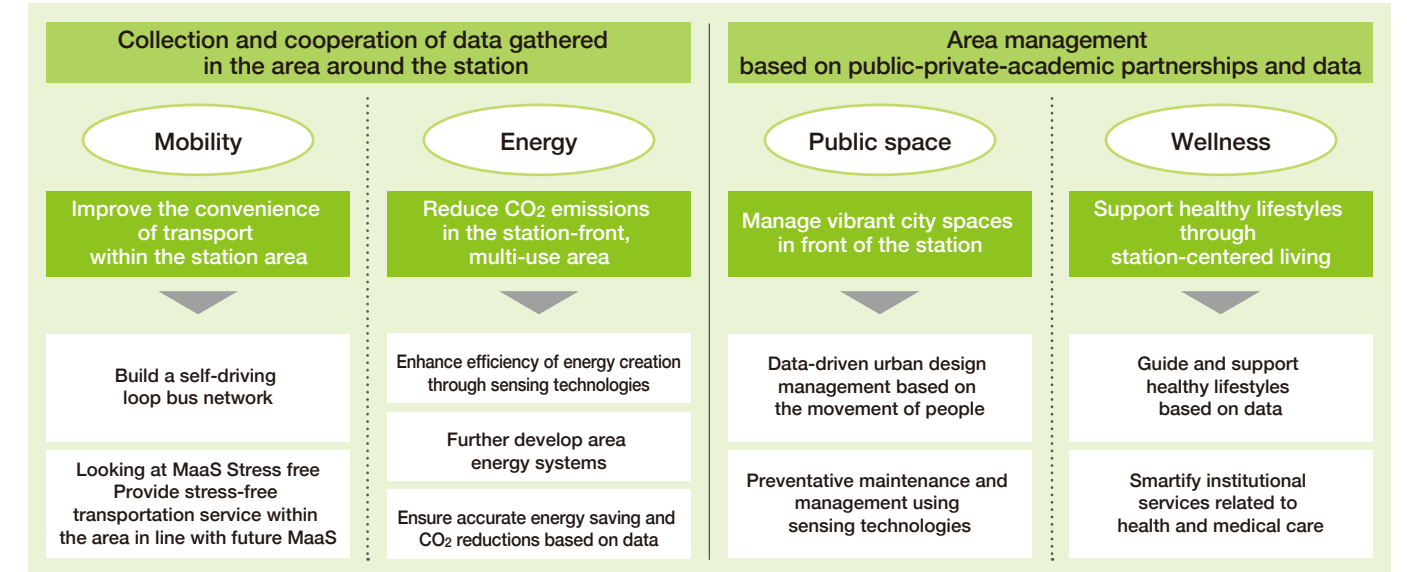 Collection and cooperation of data gathered
in the area around the station
Area management
based on public-private-academic partnerships and data
Mobility
Improve the convenience
of transport
within the station area
Build a self-driving
loop bus network
Looking at MaaS Stress free
Provide stress-free
transportation service within
the area in line with future MaaS
Energy
Reduce CO2 emissions
in the station-front,
multi-use area
Enhance efficiency of energy creation
through sensing technologies
Further develop area
energy systems
Ensure accurate energy saving and
CO2 reductions based on data
Public space
Manage vibrant city spaces
in front of the station
Data-driven urban design
management based on
the movement of people
Preventative maintenance and
management using
sensing technologies
Wellness
Support healthy lifestyles
through
station-centered living
Guide and support
healthy lifestyles
based on data
Smartify institutional
services related to
health and medical care